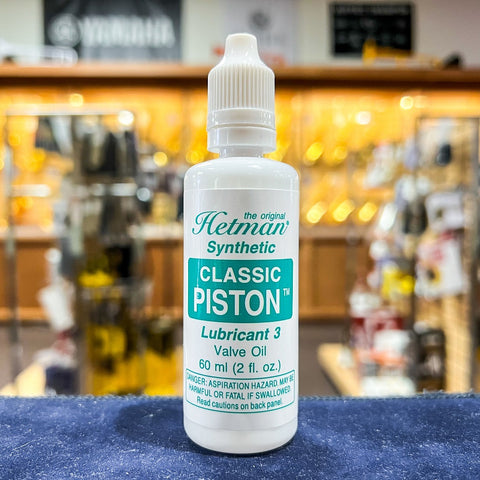 YAMAHA
the original
Hetman®
Synthetic
CLASSIC
PISTON™
Lubricant 3
Valve Oil
60 ml (2 fl. oz.)
DANGER: ASPIRATION HAZARD. MAY BE
HARMFUL OR FATAL IF SWALLOWED.
Read cautions on back panel.